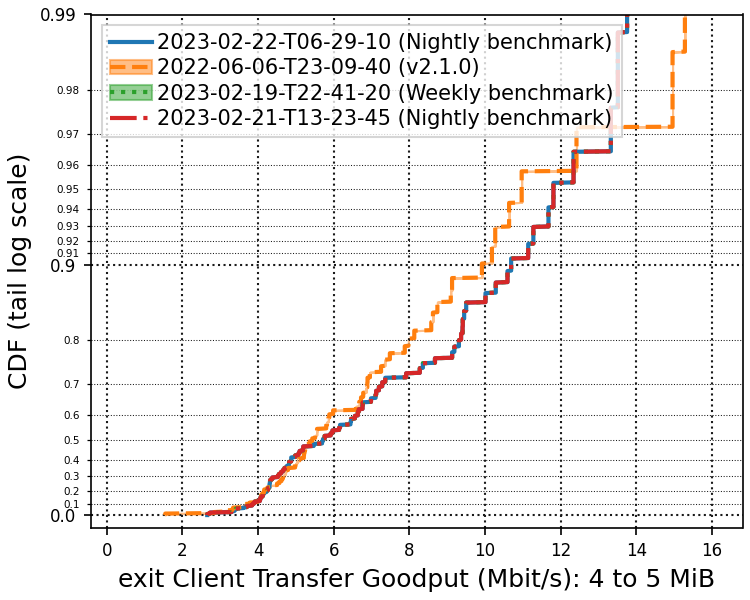 0.99
2023-02-22-T06-29-10 (Nightly benchmark)
2022-06-06-T23-09-40 (v2.1.0)
2023-02-19-T22-41-20 (Weekly benchmark)
2023-02-21-T13-23-45 (Nightly benchmark)
0.98
0.97
0.96
0.95
0.94
0.93
0.92
0.91
0.9
0.8
0.7
0.6
0.5
0.4
0.3
0.2
0.1
0.0
CDF (tail log scale)
0 2 4 6 8 10 12 14 16
exit Client Transfer Goodput (Mbit/s): 4 to 5 MiB